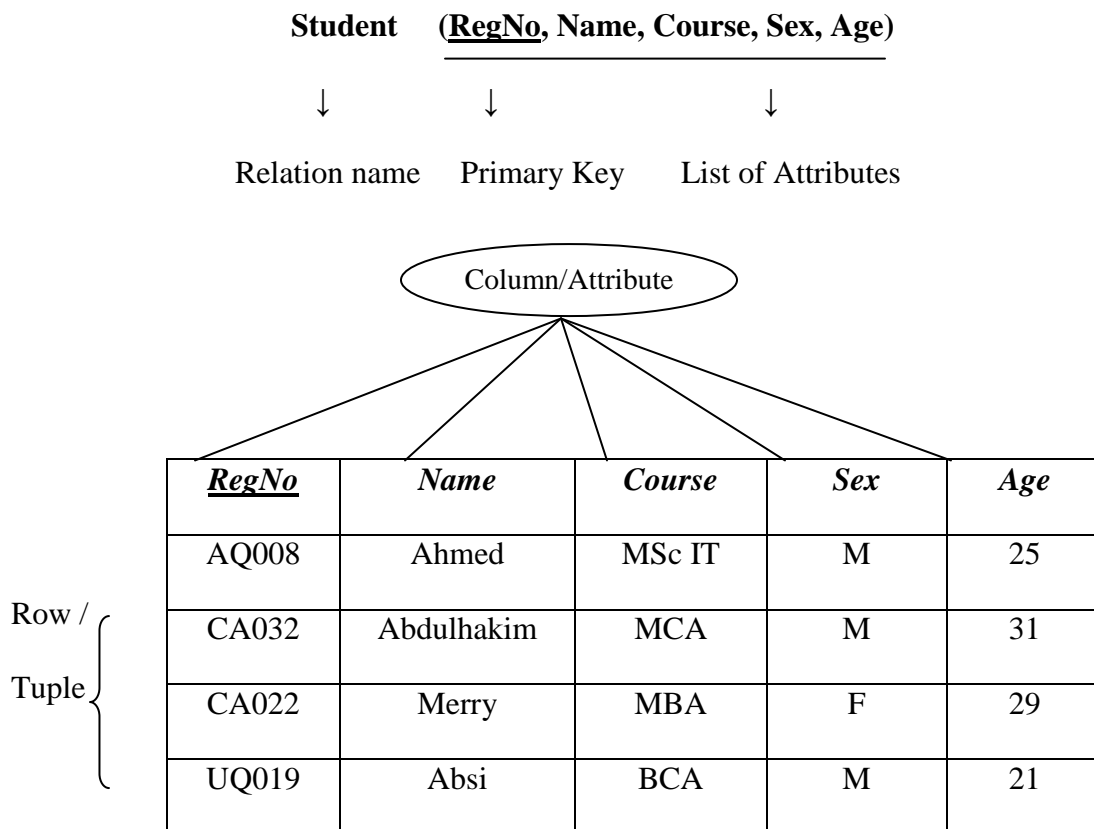 Student (RegNo, Name, Course, Sex, Age)
↓ ↓ ↓
Relation name Primary Key List of Attributes
Column/Attribute
RegNo Name Course Sex Age
AQ008 Ahmed MSc IT M 25
Row /
CA032 Abdulhakim MCA M 31
Tuple
CA022 Merry MBA F 29
UQ019 Absi BCA M 21